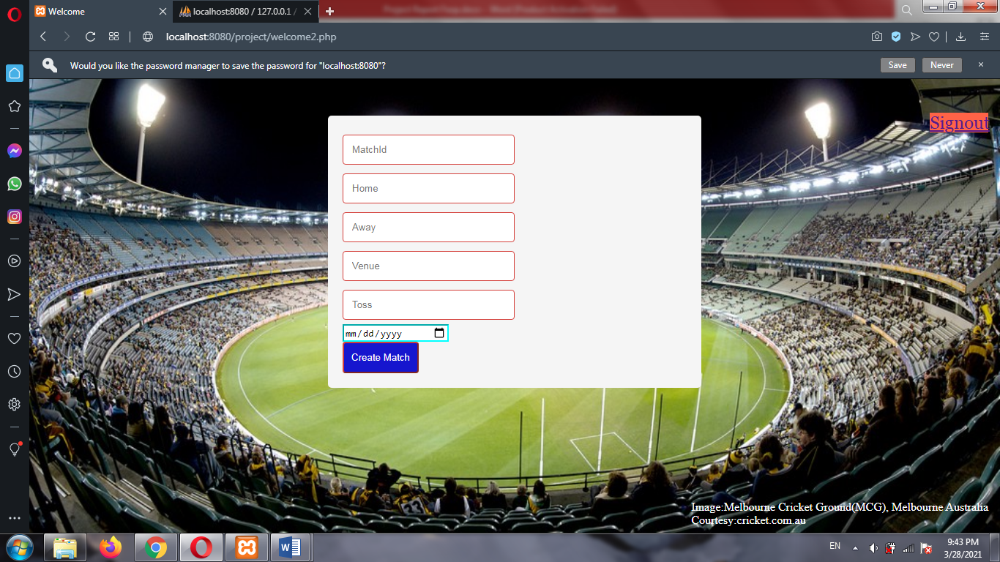 Welcome
localhost:8080 / 127.0.0.1 /
localhost:8080/project/welcome2.php
Would you like the password manager to save the password for "localhost:8080"?
Save
Never
Signout
MatchId
Home
Away
Venue
Toss
mm/dd/yyyy
Create Match
Image:Melbourne Cricket Ground(MCG), Melbourne Australia
Courtesy:cricket.com.au
EN
9:43 PM
3/28/2021